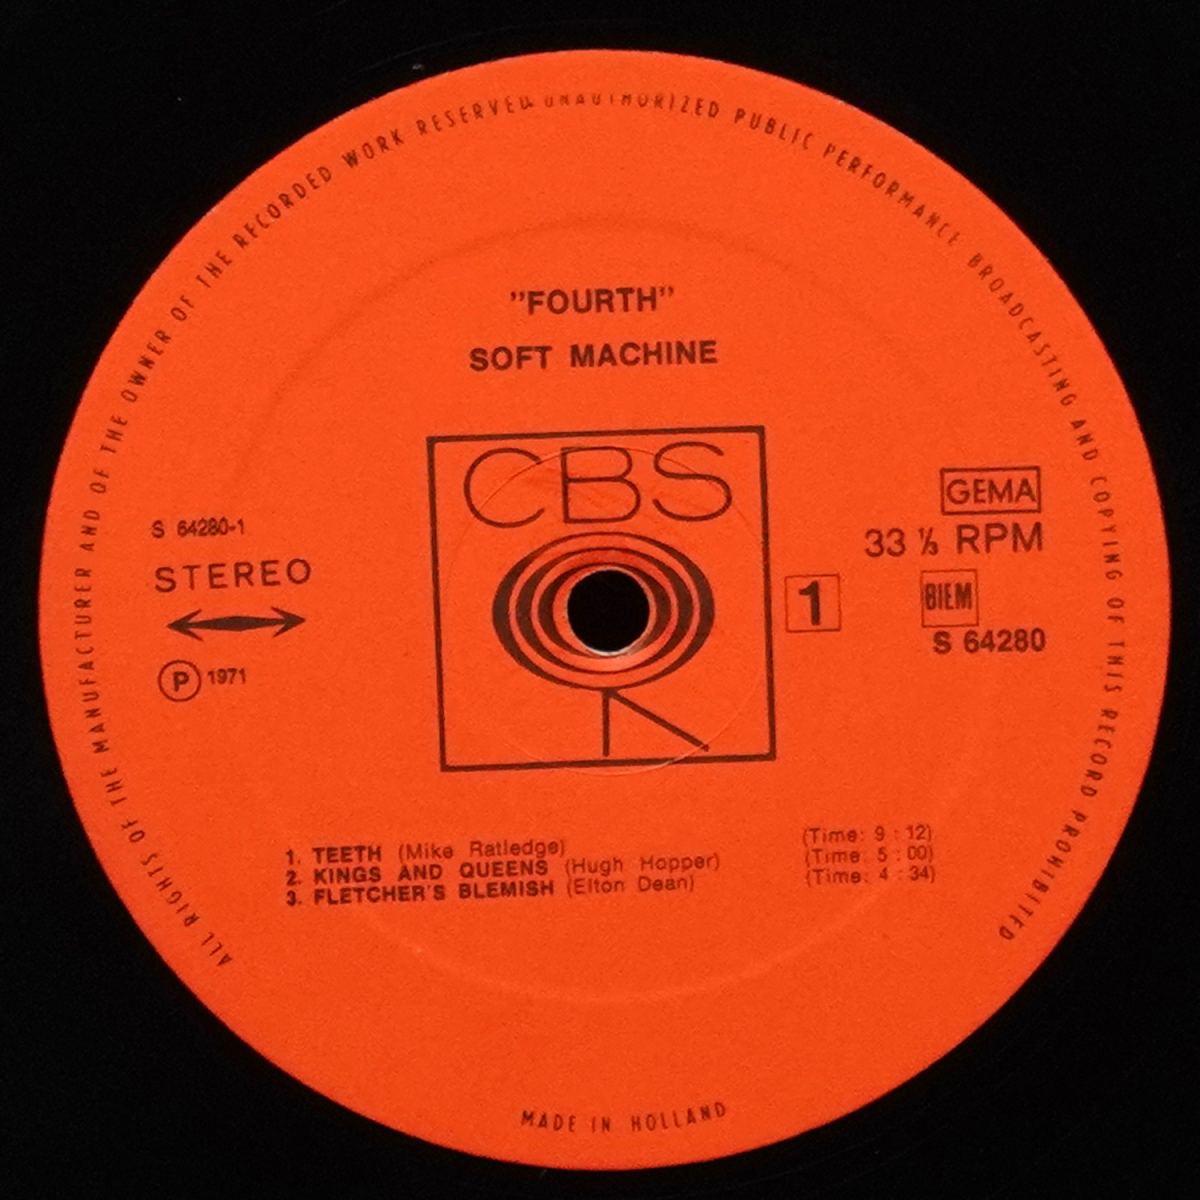 ALL RIGHTS OF THE MANUFACTURER AND OF THE OWNER OF THE RECORDED WORK RESERVED. UNAUTHORIZED PUBLIC PERFORMANCE BROADCASTING AND COPYING OF THIS RECORD PROHIBITED
"FOURTH"
SOFT MACHINE
CBS
S 64280-1
STEREO
P 1971
1
GEMA
33 ⅓ RPM
BIEM
S 64280
1. TEETH (Mike Ratledge) (Time: 9 : 12)
2. KINGS AND QUEENS (Hugh Hopper) (Time: 5 : 00)
3. FLETCHER'S BLEMISH (Elton Dean) (Time: 4 : 34)
MADE IN HOLLAND